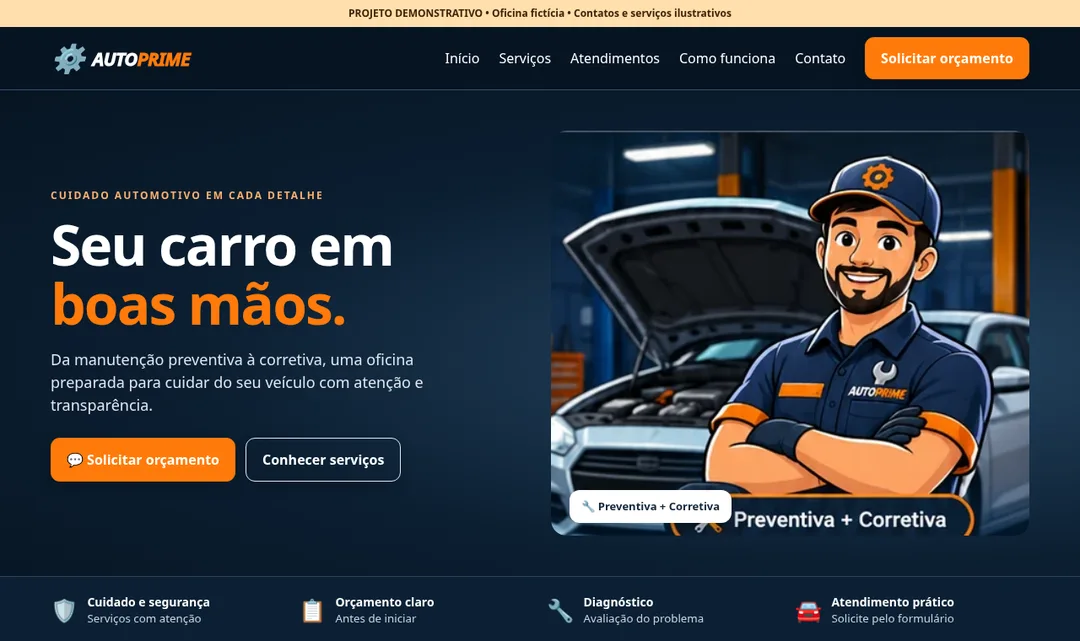 PROJETO DEMONSTRATIVO • Oficina fictícia • Contatos e serviços ilustrativos
AUTOPRIME
Início Serviços Atendimentos Como funciona Contato Solicitar orçamento
CUIDADO AUTOMOTIVO EM CADA DETALHE
Seu carro em
boas mãos.
Da manutenção preventiva à corretiva, uma oficina
preparada para cuidar do seu veículo com atenção e
transparência.
💬 Solicitar orçamento Conhecer serviços
AUTOPRIME
🔧 Preventiva + Corretiva
Preventiva + Corretiva
Cuidado e segurança
Serviços com atenção
Orçamento claro
Antes de iniciar
Diagnóstico
Avaliação do problema
Atendimento prático
Solicite pelo formulário